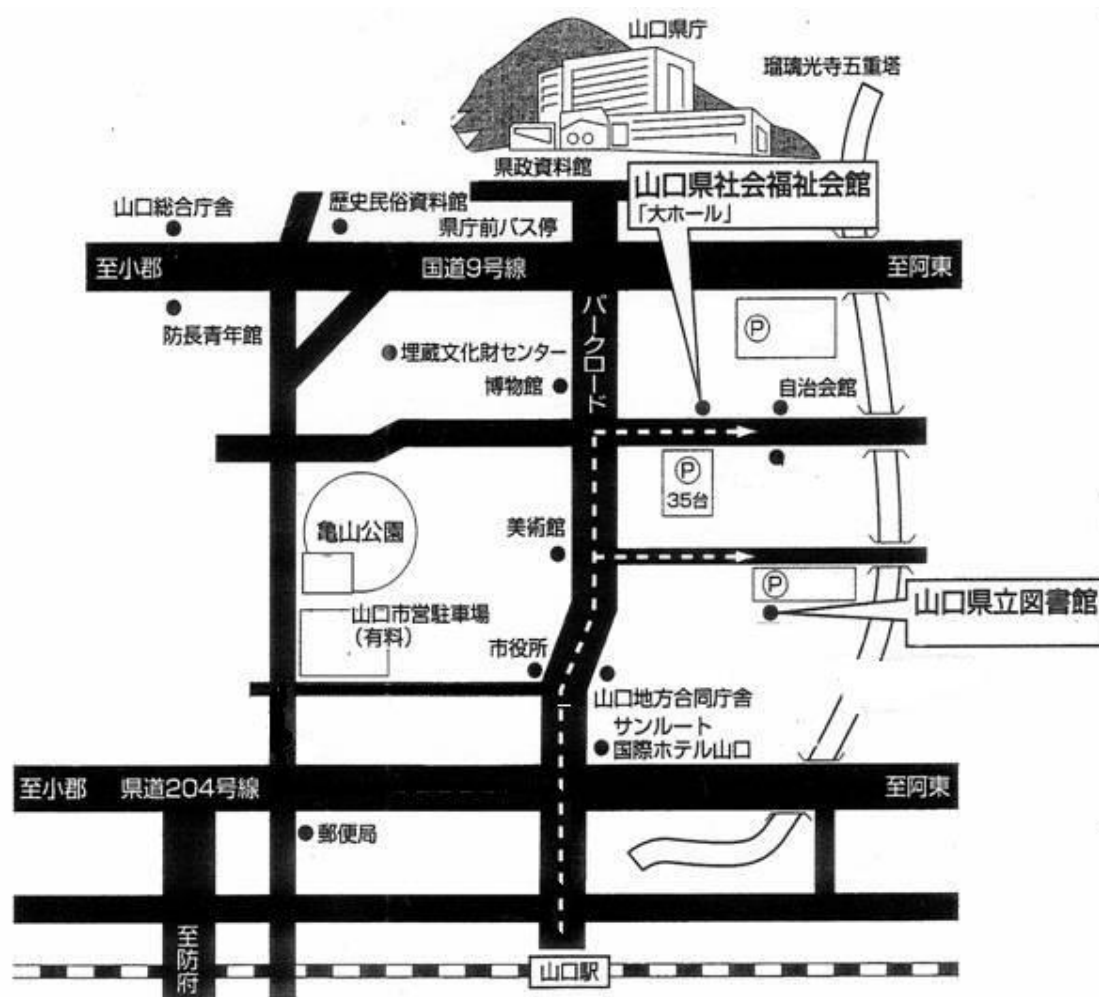 山口県庁
瑠璃光寺五重塔
県政資料館
山口県社会福祉会館
「大ホール」
山口総合庁舎
歴史民俗資料館
県庁前バス停
至小郡
国道9号線
至阿東
防長青年館
パークロード
P
埋蔵文化財センター
博物館
自治会館
P
35台
亀山公園
美術館
P
山口県立図書館
山口市営駐車場
(有料)
市役所
山口地方合同庁舎
サンルート
国際ホテル山口
至小郡
県道204号線
至阿東
郵便局
至防府
山口駅